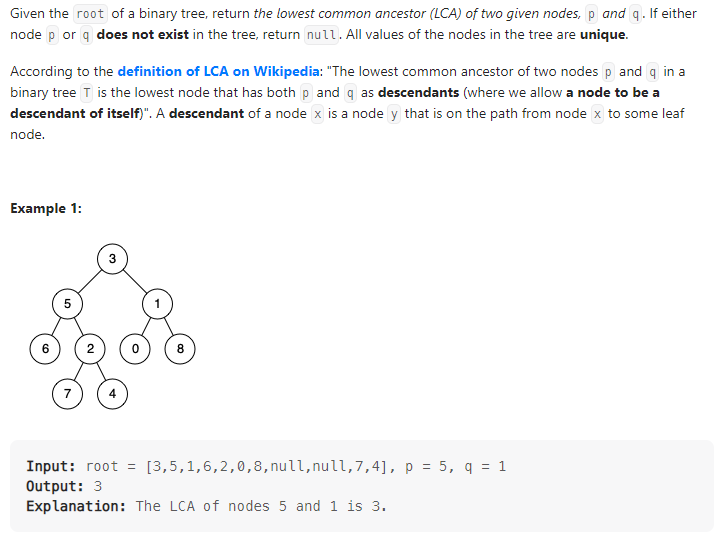 Given the root of a binary tree, return the lowest common ancestor (LCA) of two given nodes, p and q. If either
node p or q does not exist in the tree, return null. All values of the nodes in the tree are unique.
According to the definition of LCA on Wikipedia: "The lowest common ancestor of two nodes p and q in a
binary tree T is the lowest node that has both p and q as descendants (where we allow a node to be a
descendant of itself)". A descendant of a node x is a node y that is on the path from node x to some leaf
node.
Example 1:
3
5 1
6 2 0 8
7 4
Input: root = [3,5,1,6,2,0,8,null,null,7,4], p = 5, q = 1
Output: 3
Explanation: The LCA of nodes 5 and 1 is 3.